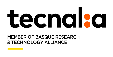 tecnalia
MEMBER OF BASQUE RESEARCH
& TECHNOLOGY ALLIANCE